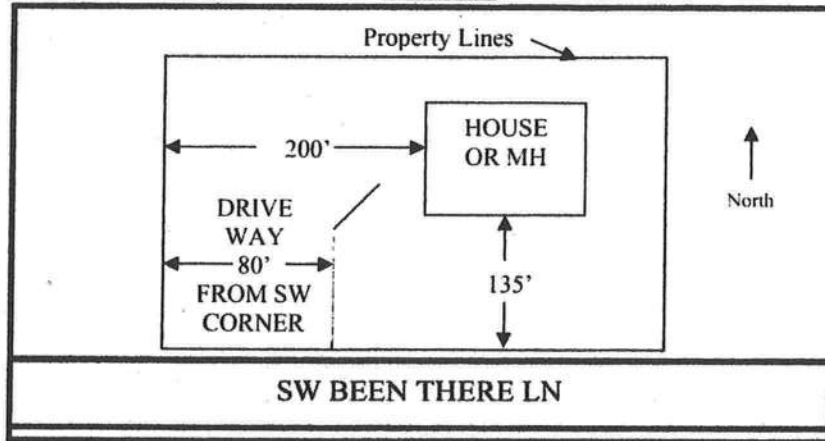 Property Lines
HOUSE
OR MH
200'
North
DRIVE
WAY
80'
FROM SW
CORNER
135'
SW BEEN THERE LN